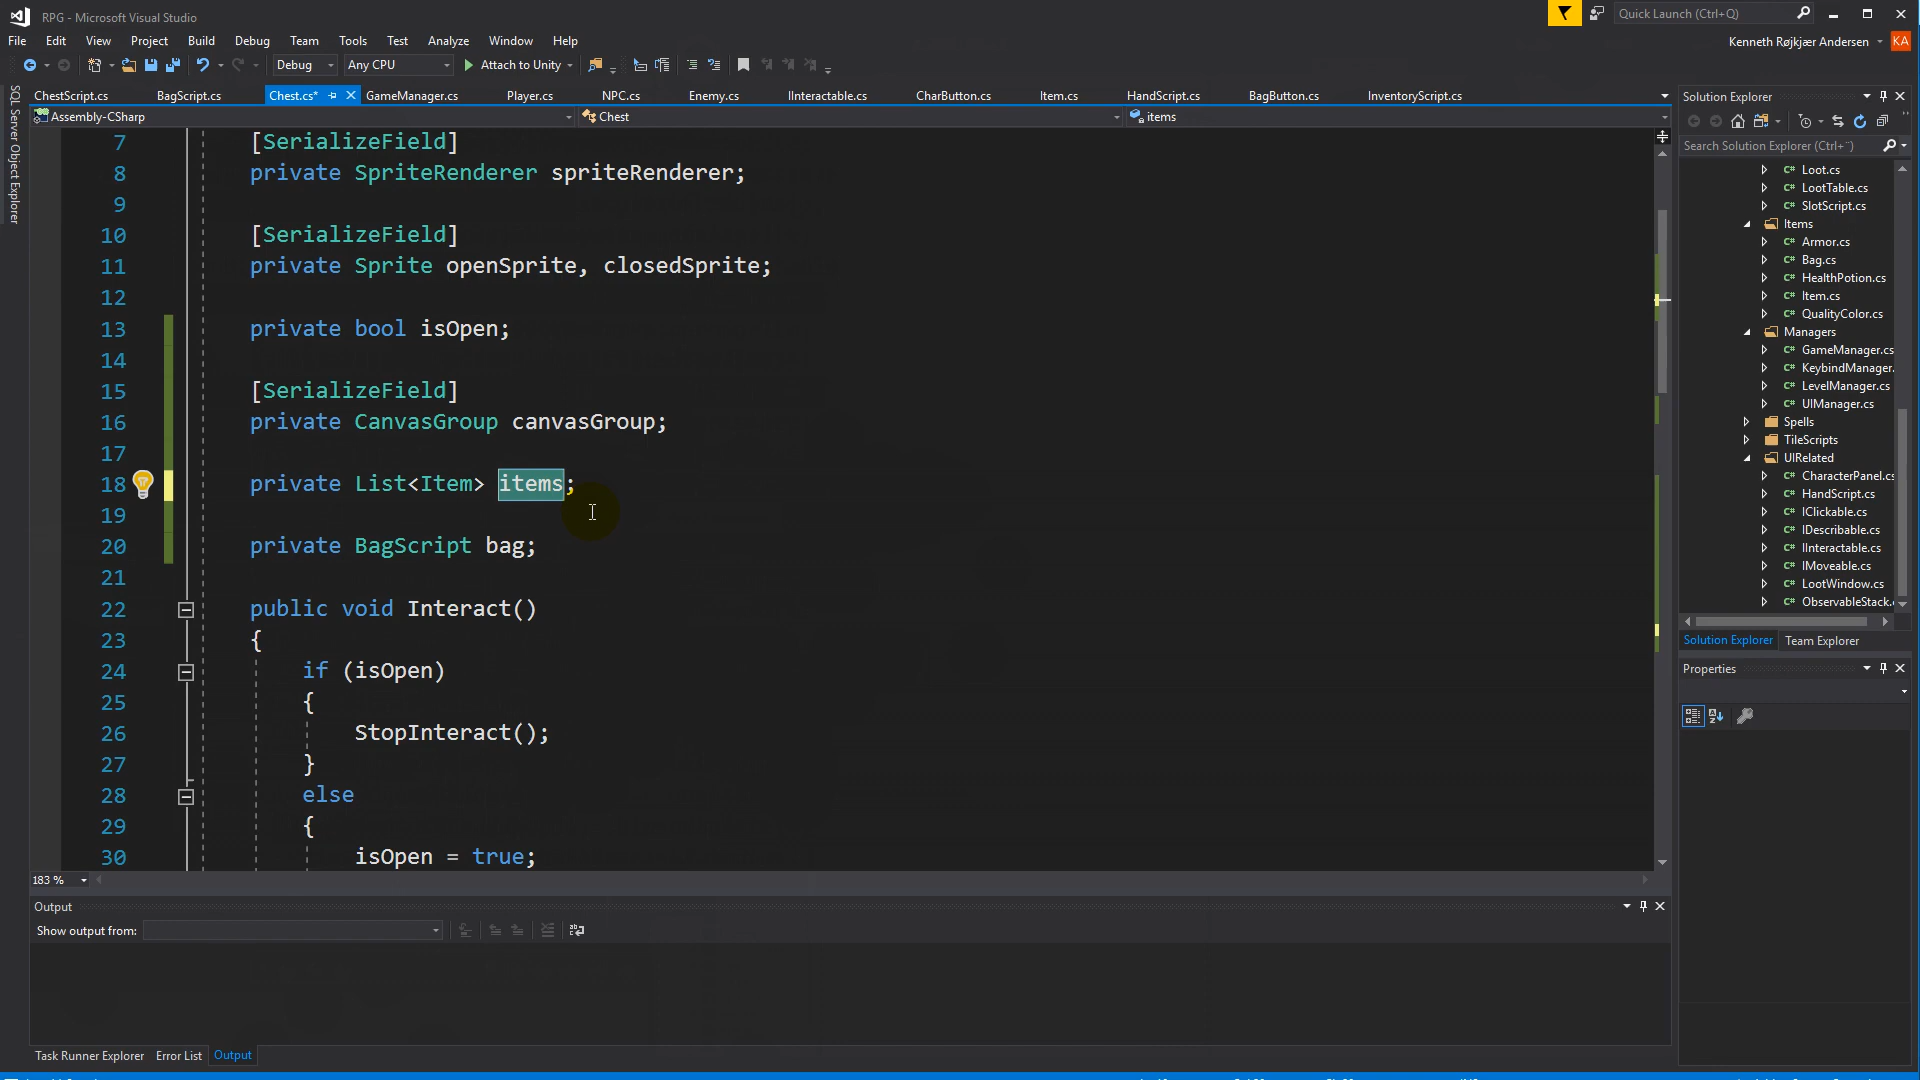 RPG - Microsoft Visual Studio
Quick Launch (Ctrl+Q)
File Edit View Project Build Debug Team Tools Test Analyze Window Help
Kenneth Røjkjær Andersen KA
Debug Any CPU Attach to Unity
SQL Server Object Explorer
ChestScript.cs BagScript.cs Chest.cs* GameManager.cs Player.cs NPC.cs Enemy.cs IInteractable.cs CharButton.cs Item.cs HandScript.cs BagButton.cs InventoryScript.cs
Assembly-CSharp Chest items
7 [SerializeField]
8 private SpriteRenderer spriteRenderer;
9
10 [SerializeField]
11 private Sprite openSprite, closedSprite;
12
13 private bool isOpen;
14
15 [SerializeField]
16 private CanvasGroup canvasGroup;
17
18 private List<Item> items;
19
20 private BagScript bag;
21
22 public void Interact()
23 {
24 if (isOpen)
25 {
26 StopInteract();
27 }
28 else
29 {
30 isOpen = true;
183 %
Output
Show output from:
Task Runner Explorer Error List Output
Solution Explorer
Search Solution Explorer (Ctrl+¨)
C# Loot.cs
C# LootTable.cs
C# SlotScript.cs
Items
C# Armor.cs
C# Bag.cs
C# HealthPotion.cs
C# Item.cs
C# QualityColor.cs
Managers
C# GameManager.cs
C# KeybindManager.
C# LevelManager.cs
C# UIManager.cs
Spells
TileScripts
UIRelated
C# CharacterPanel.cs
C# HandScript.cs
C# IClickable.cs
C# IDescribable.cs
C# IInteractable.cs
C# IMoveable.cs
C# LootWindow.cs
C# ObservableStack.
Solution Explorer Team Explorer
Properties